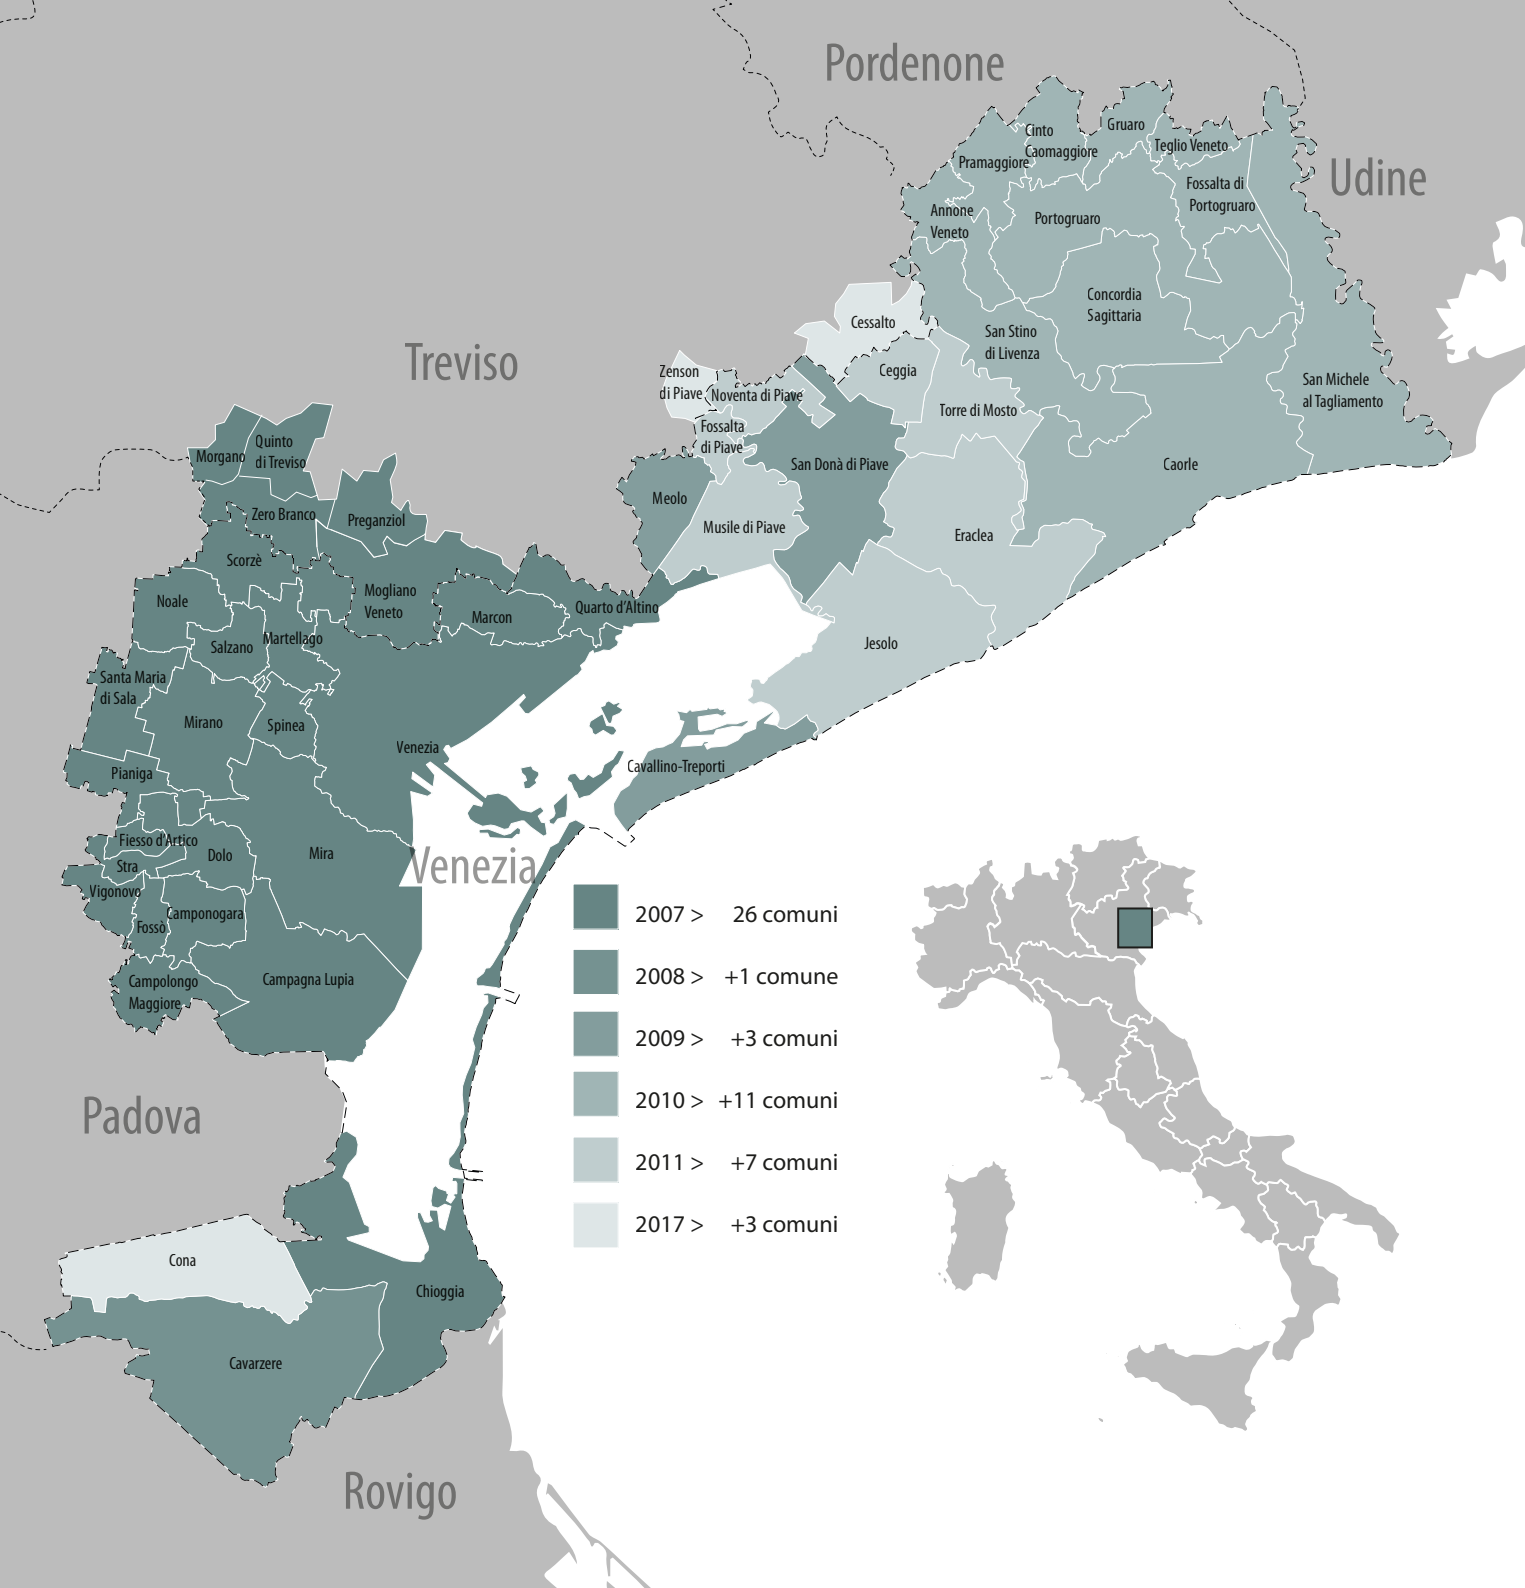 Pordenone
Udine
Treviso
Venezia
Padova
Rovigo
Cinto
Caomaggiore
Gruaro
Teglio Veneto
Pramaggiore
Fossalta di
Portogruaro
Annone
Veneto
Portogruaro
Concordia
Sagittaria
San Stino
di Livenza
San Michele
al Tagliamento
Caorle
Cessalto
Ceggia
Torre di Mosto
Zenson
di Piave
Noventa di Piave
Fossalta
di Piave
San Donà di Piave
Meolo
Musile di Piave
Eraclea
Jesolo
Cavallino-Treporti
Morgano
Quinto
di Treviso
Zero Branco
Preganziol
Scorzè
Mogliano
Veneto
Noale
Marcon
Quarto d'Altino
Salzano
Martellago
Santa Maria
di Sala
Mirano
Spinea
Venezia
Pianiga
Fiesso d'Artico
Dolo
Mira
Stra
Vigonovo
Fossò
Camponogara
Campolongo
Maggiore
Campagna Lupia
Cona
Chioggia
Cavarzere
2007 > 26 comuni
2008 > +1 comune
2009 > +3 comuni
2010 > +11 comuni
2011 > +7 comuni
2017 > +3 comuni